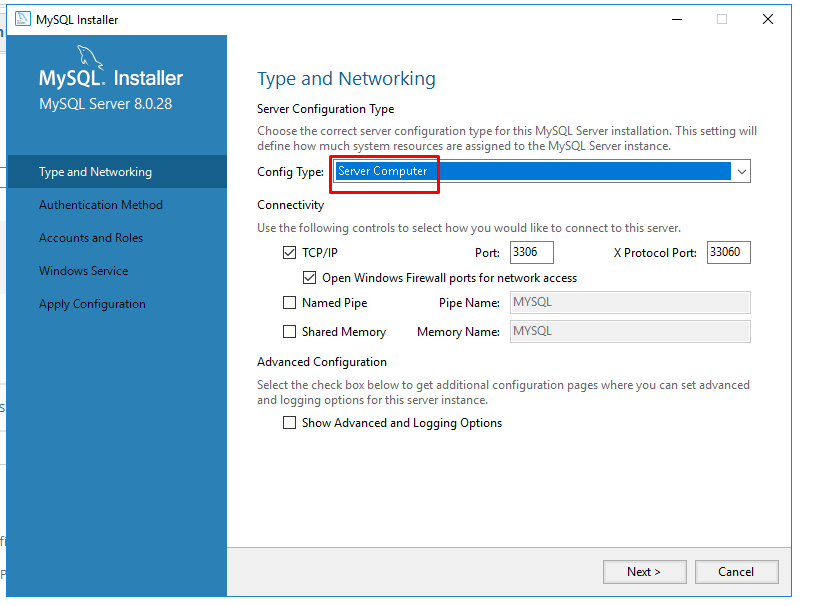 MySQL Installer
MySQL. Installer
MySQL Server 8.0.28
Type and Networking
Authentication Method
Accounts and Roles
Windows Service
Apply Configuration
Type and Networking
Server Configuration Type
Choose the correct server configuration type for this MySQL Server installation. This setting will
define how much system resources are assigned to the MySQL Server instance.
Config Type: Server Computer
Connectivity
Use the following controls to select how you would like to connect to this server.
TCP/IP Port: 3306 X Protocol Port: 33060
Open Windows Firewall ports for network access
Named Pipe Pipe Name: MYSQL
Shared Memory Memory Name: MYSQL
Advanced Configuration
Select the check box below to get additional configuration pages where you can set advanced
and logging options for this server instance.
Show Advanced and Logging Options
Next > Cancel